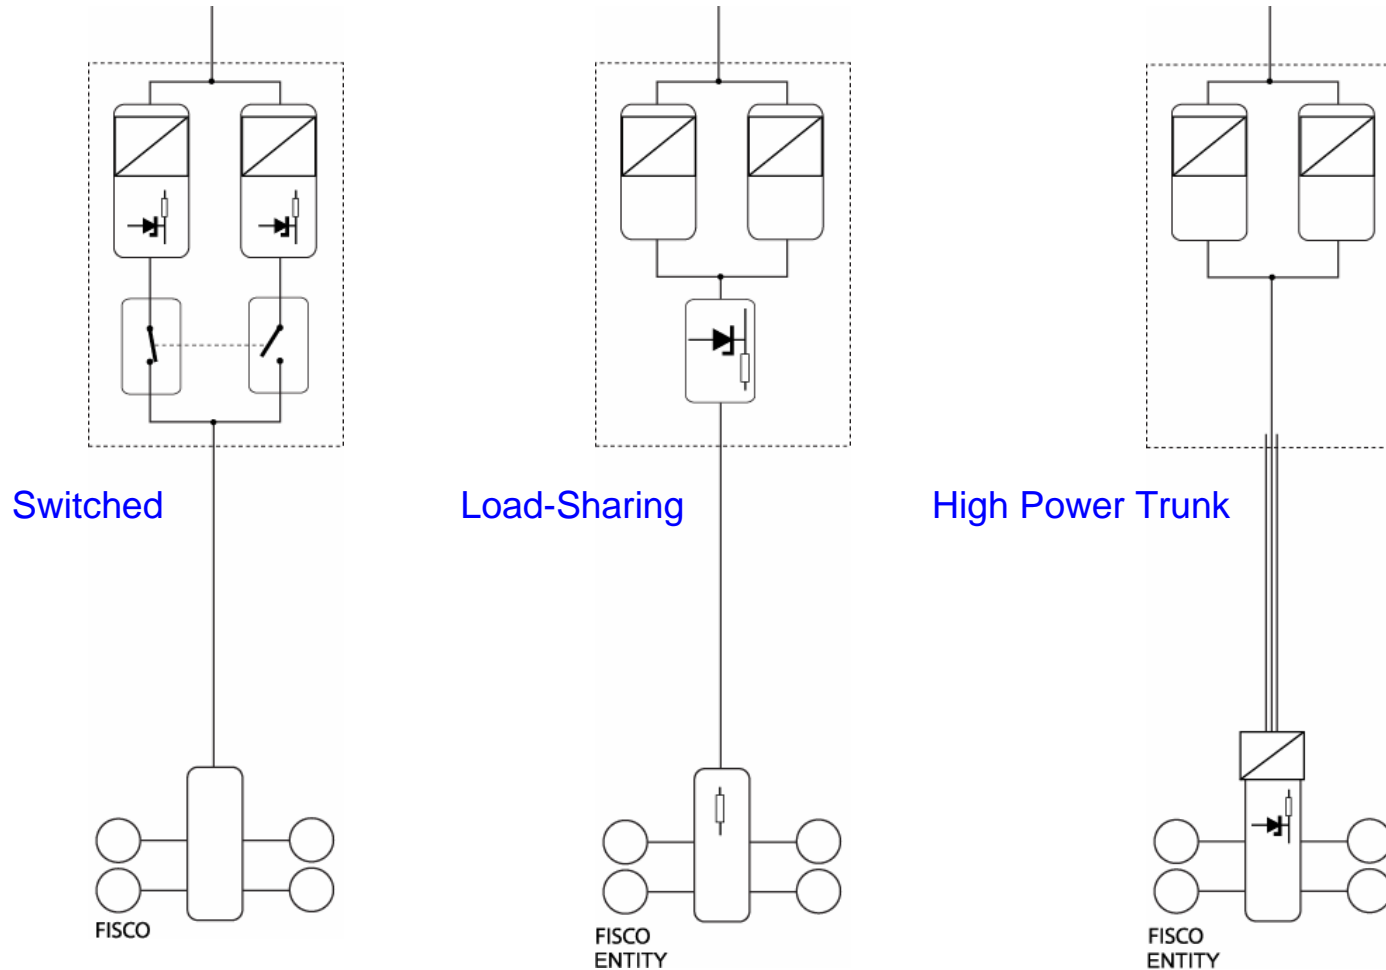 Switched
Load-Sharing
High Power Trunk
FISCO
FISCO
ENTITY
FISCO
ENTITY